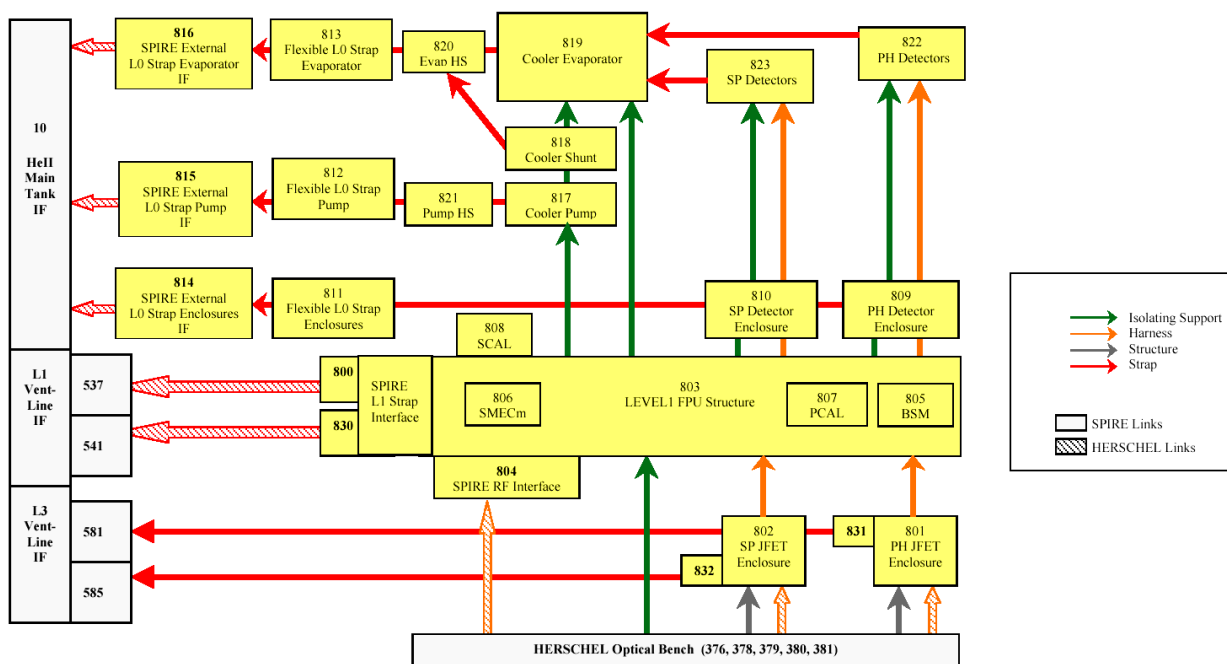 816
SPIRE External
L0 Strap Evaporator
IF
813
Flexible L0 Strap
Evaporator
820
Evap HS
819
Cooler Evaporator
823
SP Detectors
822
PH Detectors
10
HeII
Main
Tank
IF
818
Cooler Shunt
815
SPIRE External
L0 Strap Pump
IF
812
Flexible L0 Strap
Pump
821
Pump HS
817
Cooler Pump
814
SPIRE External
L0 Strap Enclosures
IF
811
Flexible L0 Strap
Enclosures
810
SP Detector
Enclosure
809
PH Detector
Enclosure
808
SCAL
L1
Vent-
Line
IF
537
541
800
830
SPIRE
L1 Strap
Interface
806
SMECm
803
LEVEL1 FPU Structure
807
PCAL
805
BSM
804
SPIRE RF Interface
L3
Vent-
Line
IF
581
585
802
SP JFET
Enclosure
832
831
801
PH JFET
Enclosure
HERSCHEL Optical Bench (376, 378, 379, 380, 381)
Isolating Support
Harness
Structure
Strap
SPIRE Links
HERSCHEL Links